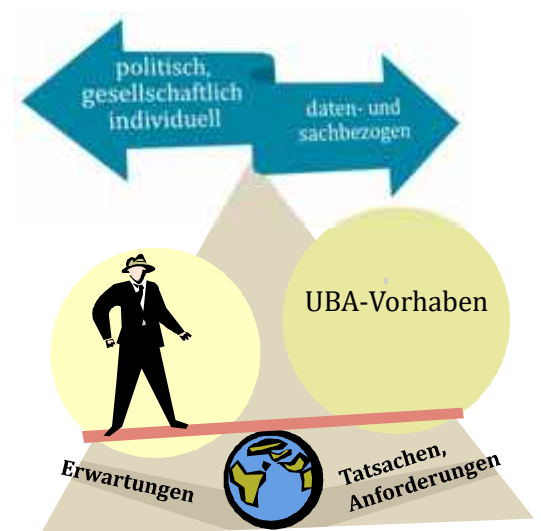 politisch,
gesellschaftlich
individuell
daten- und
sachbezogen
UBA-Vorhaben
Erwartungen
Tatsachen,
Anforderungen